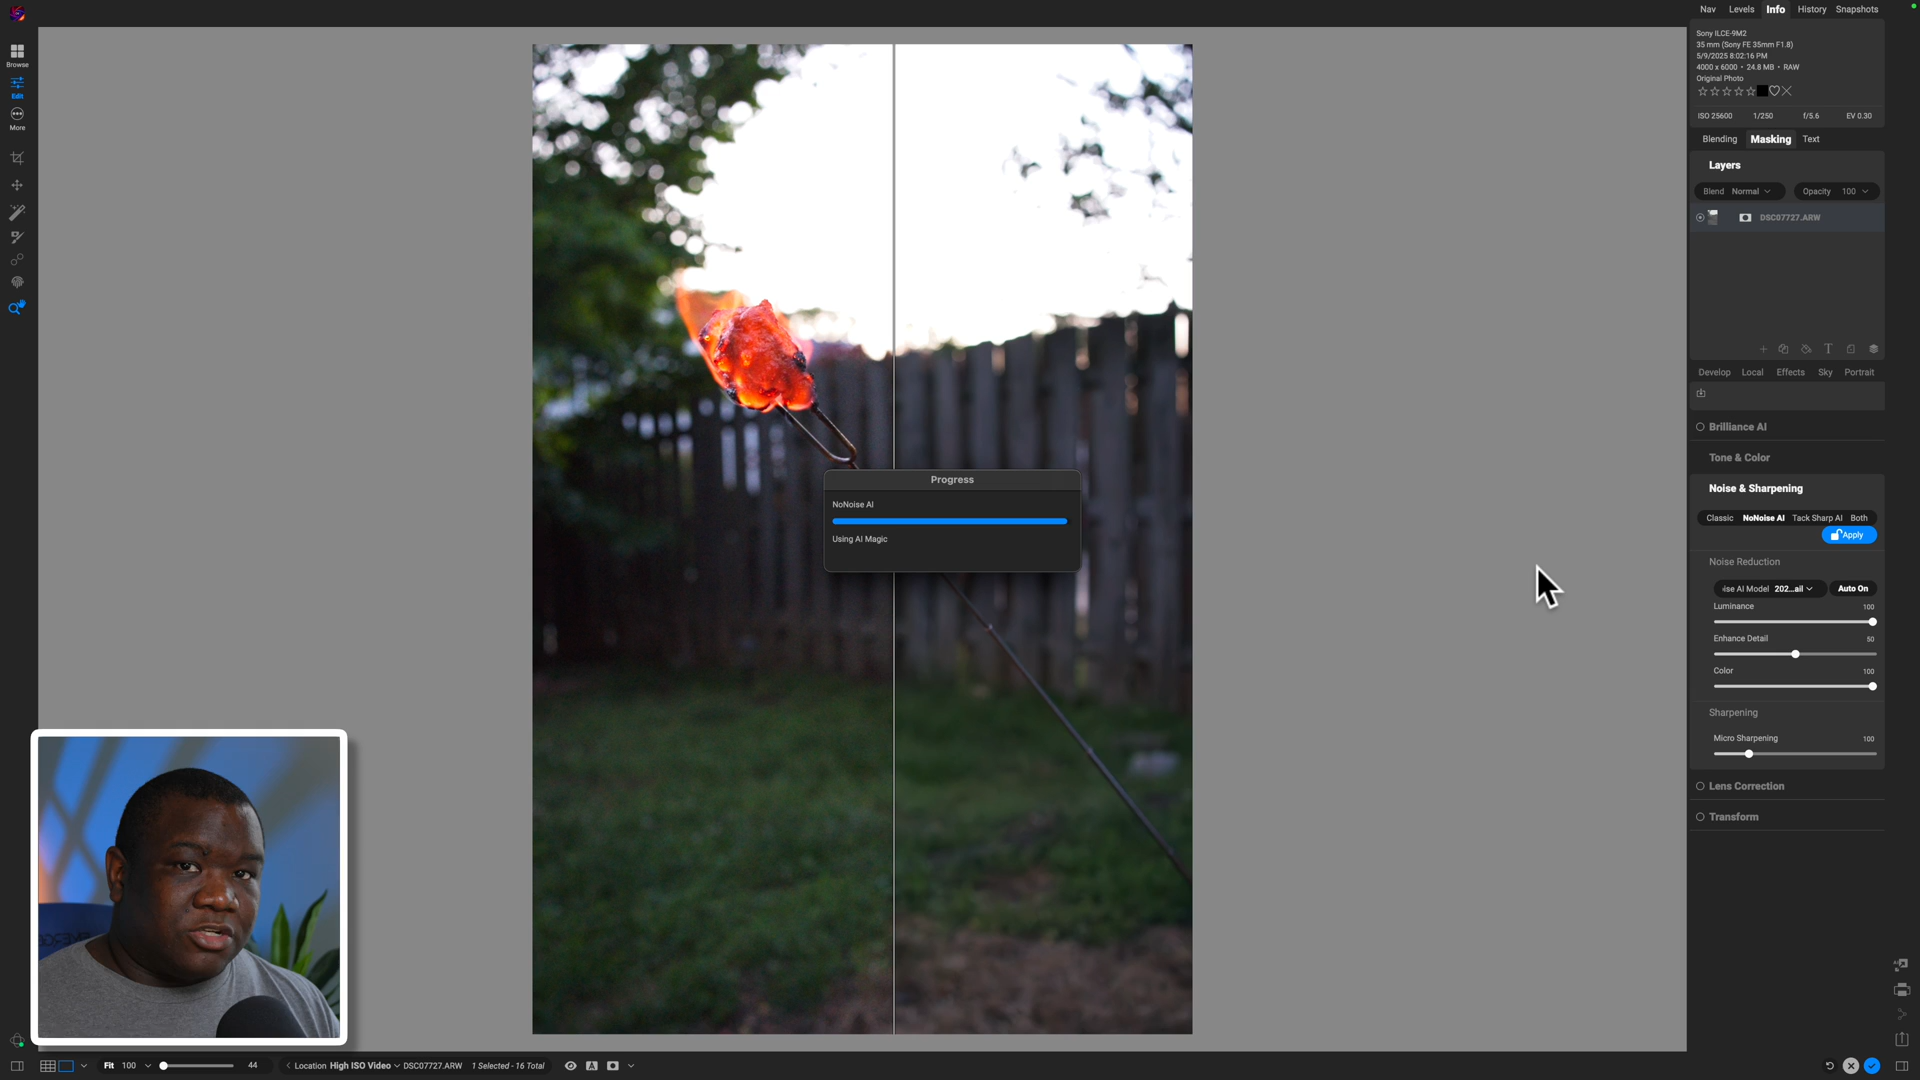 Nav Levels Info History Snapshots
Sony ILCE-9M2
35 mm (Sony FE 35mm F1.8)
5/9/2025 8:02:16 PM
4000 x 6000 • 24.8 MB • RAW
Original Photo
ISO 25600 1/250 f/5.6 EV 0.30
Blending Masking Text
Layers
Blend Normal Opacity 100
DSC07727.ARW
Develop Local Effects Sky Portrait
Brilliance AI
Tone & Color
Noise & Sharpening
Classic NoNoise AI Tack Sharp AI Both
Apply
Noise Reduction
ise AI Model 202...ail Auto On
Luminance 100
Enhance Detail 50
Color 100
Sharpening
Micro Sharpening 100
Lens Correction
Transform
Browse
Edit
More
Progress
NoNoise AI
Using AI Magic
Fit 100 44 Location High ISO Video DSC07727.ARW 1 Selected - 16 Total
A